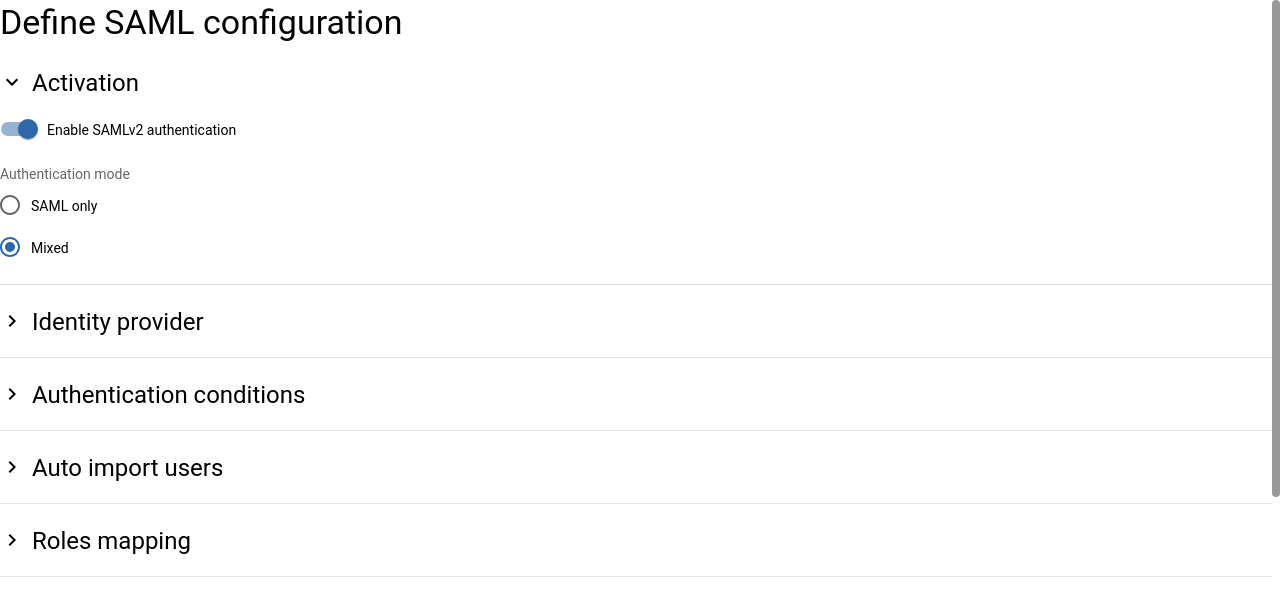 Define SAML configuration
Activation
Enable SAMLv2 authentication
Authentication mode
SAML only
Mixed
Identity provider
Authentication conditions
Auto import users
Roles mapping